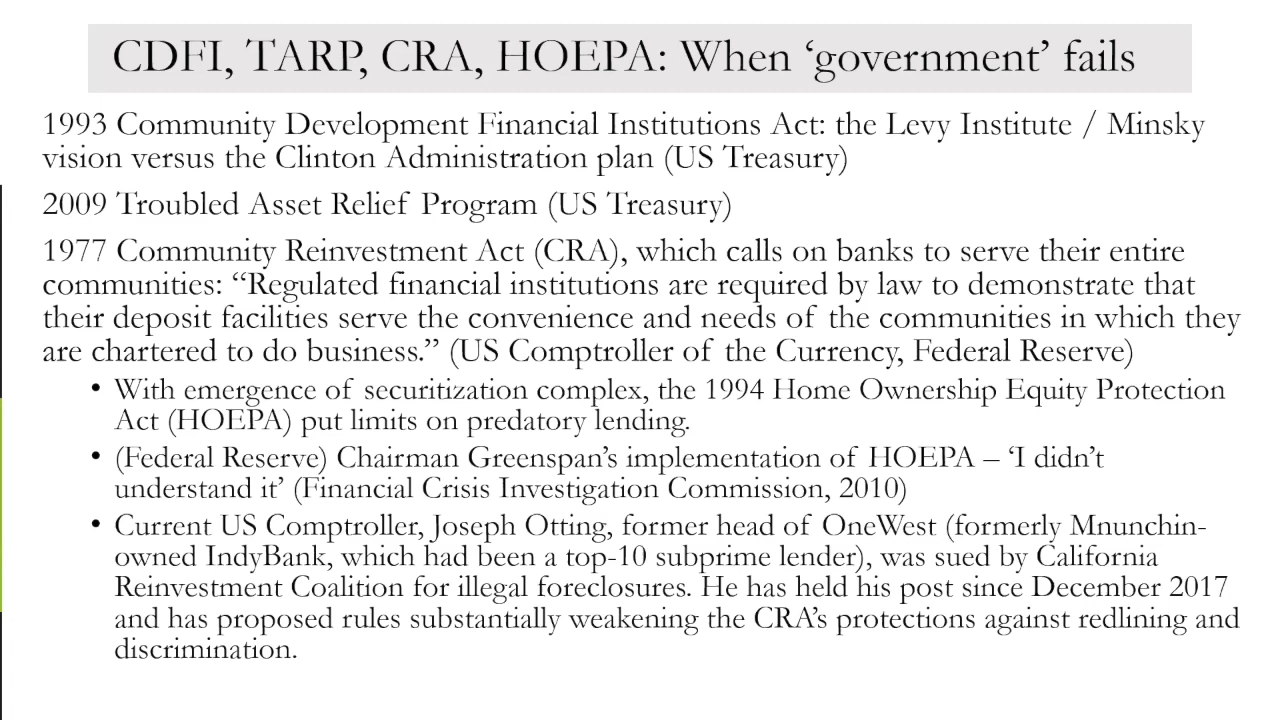 CDFI, TARP, CRA, HOEPA: When ‘government’ fails
1993 Community Development Financial Institutions Act: the Levy Institute / Minsky
vision versus the Clinton Administration plan (US Treasury)
2009 Troubled Asset Relief Program (US Treasury)
1977 Community Reinvestment Act (CRA), which calls on banks to serve their entire
communities: “Regulated financial institutions are required by law to demonstrate that
their deposit facilities serve the convenience and needs of the communities in which they
are chartered to do business.” (US Comptroller of the Currency, Federal Reserve)
• With emergence of securitization complex, the 1994 Home Ownership Equity Protection
Act (HOEPA) put limits on predatory lending.
• (Federal Reserve) Chairman Greenspan’s implementation of HOEPA – ‘I didn’t
understand it’ (Financial Crisis Investigation Commission, 2010)
• Current US Comptroller, Joseph Otting, former head of OneWest (formerly Mnunchin-
owned IndyBank, which had been a top-10 subprime lender), was sued by California
Reinvestment Coalition for illegal foreclosures. He has held his post since December 2017
and has proposed rules substantially weakening the CRA’s protections against redlining and
discrimination.